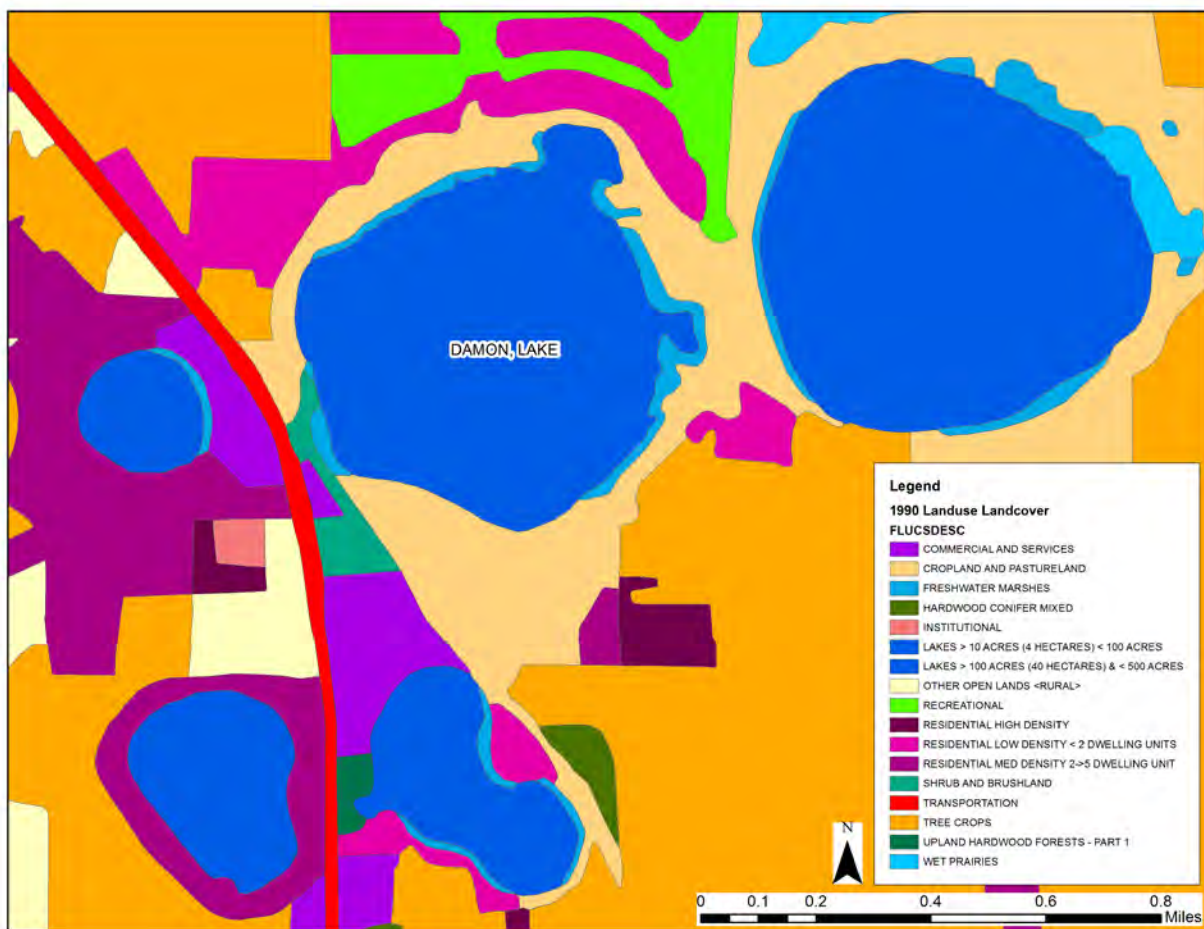 DAMON, LAKE
Legend
1990 Landuse Landcover
FLUCSDESC
COMMERCIAL AND SERVICES
CROPLAND AND PASTURELAND
FRESHWATER MARSHES
HARDWOOD CONIFER MIXED
INSTITUTIONAL
LAKES > 10 ACRES (4 HECTARES) < 100 ACRES
LAKES > 100 ACRES (40 HECTARES) & < 500 ACRES
OTHER OPEN LANDS <RURAL>
RECREATIONAL
RESIDENTIAL HIGH DENSITY
RESIDENTIAL LOW DENSITY < 2 DWELLING UNITS
RESIDENTIAL MED DENSITY 2->5 DWELLING UNIT
SHRUB AND BRUSHLAND
TRANSPORTATION
TREE CROPS
UPLAND HARDWOOD FORESTS - PART 1
WET PRAIRIES
N
0 0.1 0.2 0.4 0.6 0.8
Miles